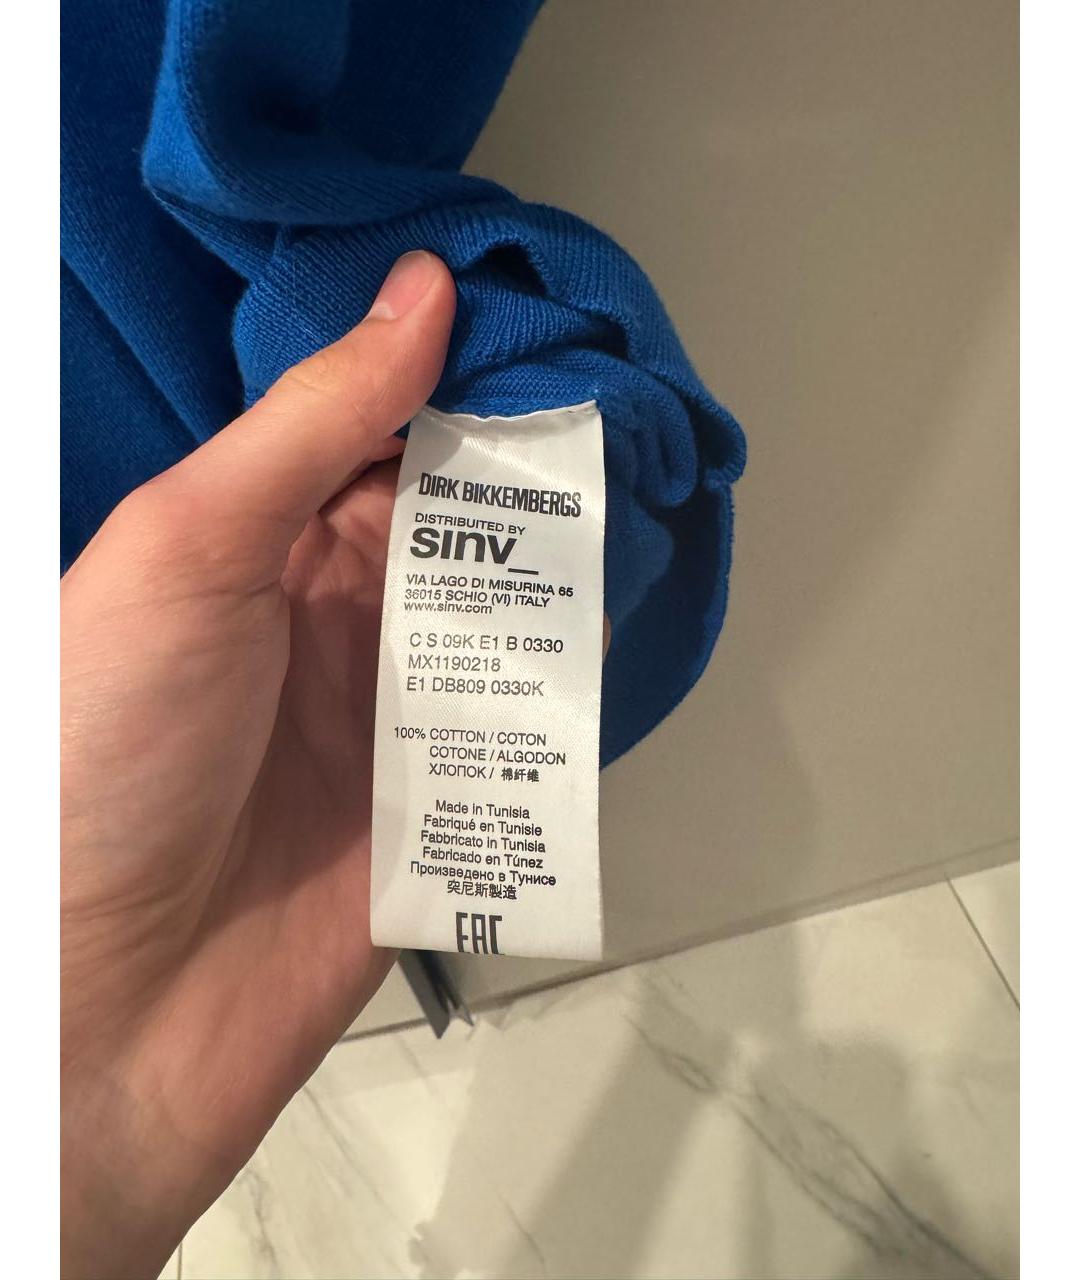 DIRK BIKKEMBERGS
DISTRIBUTED BY
sinv_
VIA LAGO DI MISURINA 65
36015 SCHIO (VI) ITALY
www.sinv.com
C S 09K E1 B 0330
MX1190218
E1 DB809 0330K
100% COTTON / COTON
COTONE / ALGODON
ХЛОПОК / 棉纤维
Made in Tunisia
Fabriqué en Tunisie
Fabbricato in Tunisia
Fabricado en Túnez
Произведено в Тунисе
突尼斯製造
EAC